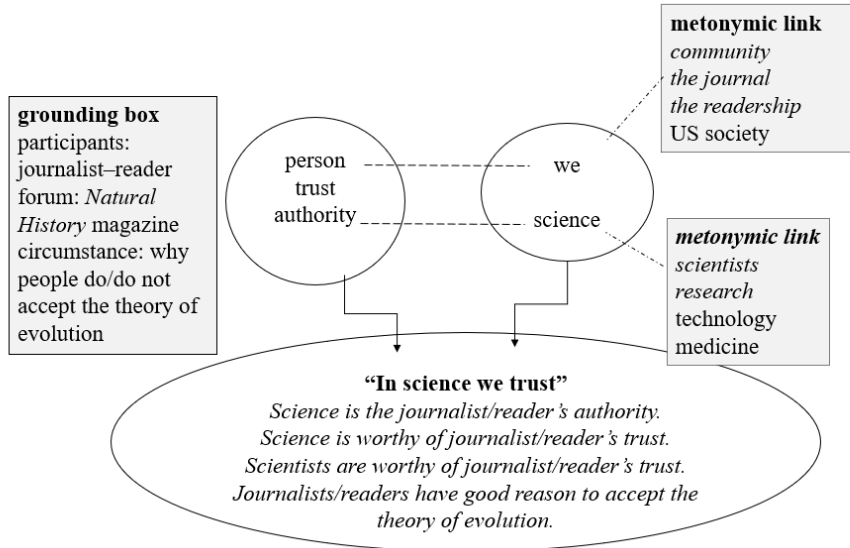 metonymic link
community
the journal
the readership
US society
grounding box
participants:
journalist–reader
forum: Natural
History magazine
circumstance: why
people do/do not
accept the theory of
evolution
person
trust
authority
we
science
metonymic link
scientists
research
technology
medicine
“In science we trust”
Science is the journalist/reader’s authority.
Science is worthy of journalist/reader’s trust.
Scientists are worthy of journalist/reader’s trust.
Journalists/readers have good reason to accept the
theory of evolution.